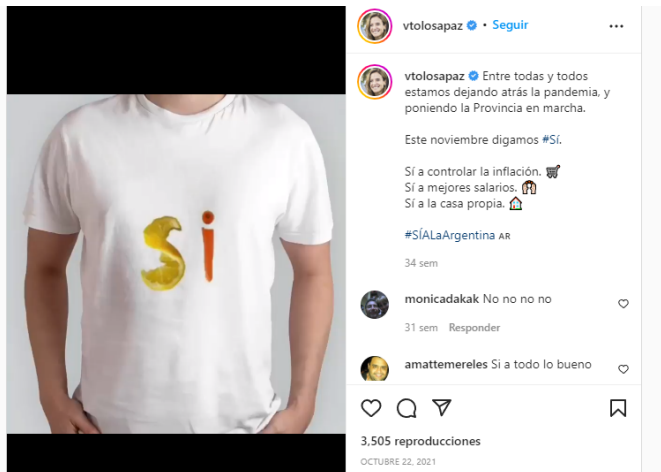 si
vtolosapaz • Seguir
vtolosapaz Entre todas y todos
estamos dejando atrás la pandemia, y
poniendo la Provincia en marcha.
Este noviembre digamos #Sí.
Sí a controlar la inflación. 🛒
Sí a mejores salarios. 👩‍👩‍👧
Sí a la casa propia. 🏠
#SÍALaArgentina AR
34 sem
monicadakak No no no no
31 sem Responder
amattemereles Si a todo lo bueno
3,505 reproducciones
OCTUBRE 22, 2021